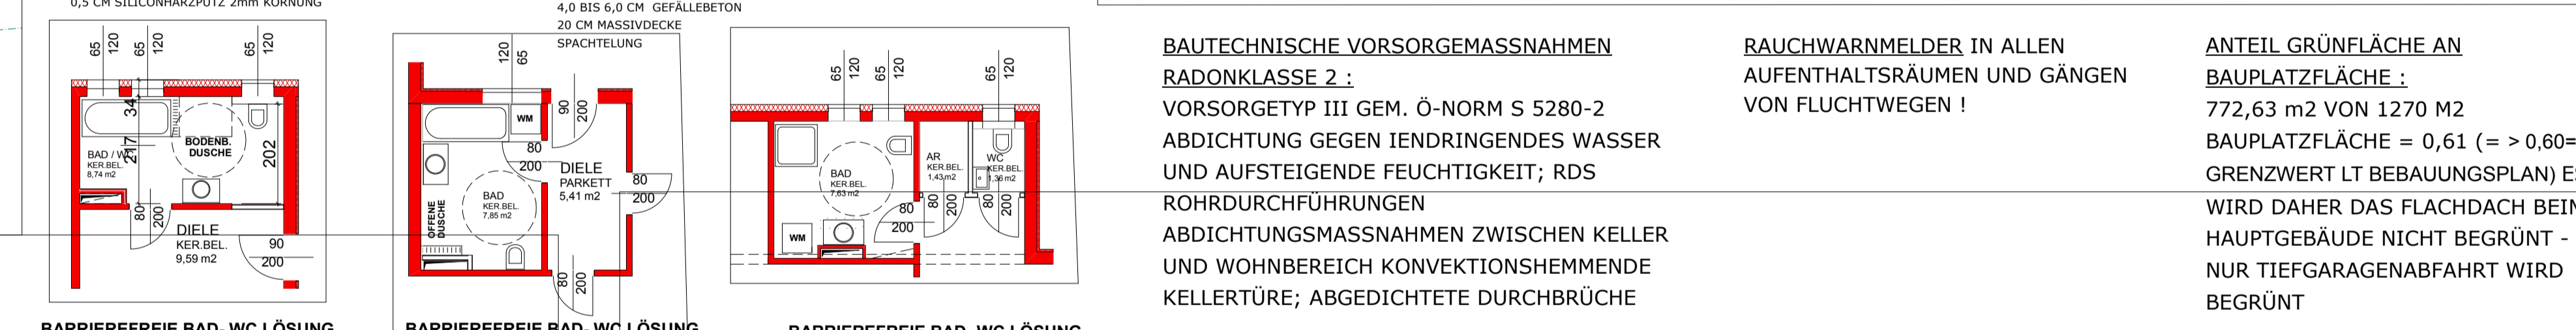 0,5 CM SILICONHARZPUTZ 2mm KÖRNUNG
65
120
65
120
65
120
34
217
202
BAD / WC
KER.BEL.
8,74 m2
BODENB.
DUSCHE
80
200
DIELE
KER.BEL.
9,59 m2
90
200
BARRIEREFREIE BAD- WC LÖSUNG
4,0 BIS 6,0 CM GEFÄLLEBETON
20 CM MASSIVDECKE
SPACHTELUNG
120
65
WM
90
200
80
200
DIELE
PARKETT
5,41 m2
80
200
BAD
KER.BEL.
7,85 m2
OFFENE
DUSCHE
80
200
BARRIEREFREIE BAD- WC LÖSUNG
65
120
65
120
65
120
BAD
KER.BEL.
7,63 m2
AR
KER.BEL.
1,43 m2
WC
KER.BEL.
1,36 m2
80
200
80
200
80
200
WM
BARRIEREFREIE BAD- WC LÖSUNG
BAUTECHNISCHE VORSORGEMASSNAHMEN
RADONKLASSE 2 :
VORSORGETYP III GEM. Ö-NORM S 5280-2
ABDICHTUNG GEGEN IENDRINGENDES WASSER
UND AUFSTEIGENDE FEUCHTIGKEIT; RDS
ROHRDURCHFÜHRUNGEN
ABDICHTUNGSMASSNAHMEN ZWISCHEN KELLER
UND WOHNBEREICH KONVEKTIONSHEMMENDE
KELLERTÜRE; ABGEDICHTETE DURCHBRÜCHE
RAUCHWARNMELDER IN ALLEN
AUFENTHALTSRÄUMEN UND GÄNGEN
VON FLUCHTWEGEN !
ANTEIL GRÜNFLÄCHE AN
BAUPLATZFLÄCHE :
772,63 m2 VON 1270 M2
BAUPLATZFLÄCHE = 0,61 (= > 0,60=
GRENZWERT LT BEBAUUNGSPLAN) ES
WIRD DAHER DAS FLACHDACH BEIM
HAUPTGEBÄUDE NICHT BEGRÜNT -
NUR TIEFGARAGENABFAHRT WIRD
BEGRÜNT